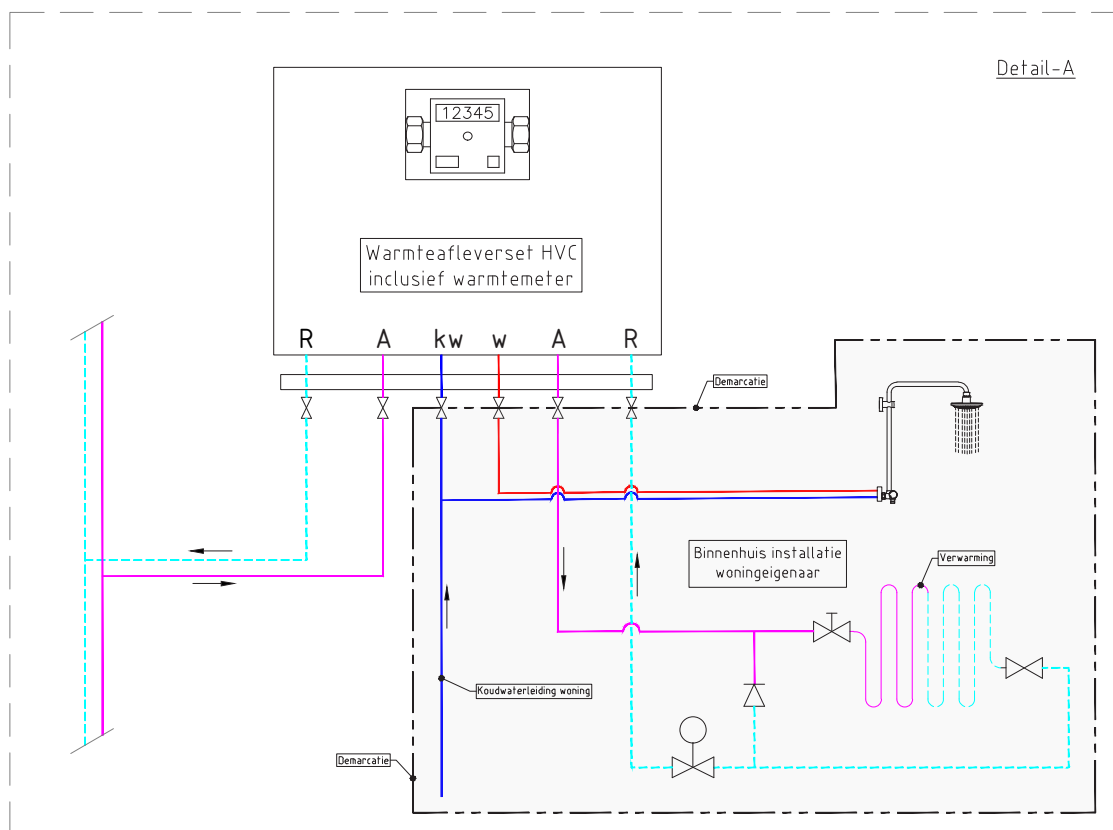 Detail-A
12345
Warmteafleverset HVC
inclusief warmtemeter
R A kw w A R
Demarcatie
Binnenhuis installatie
woningeigenaar
Verwarming
Koudwaterleiding woning
Demarcatie